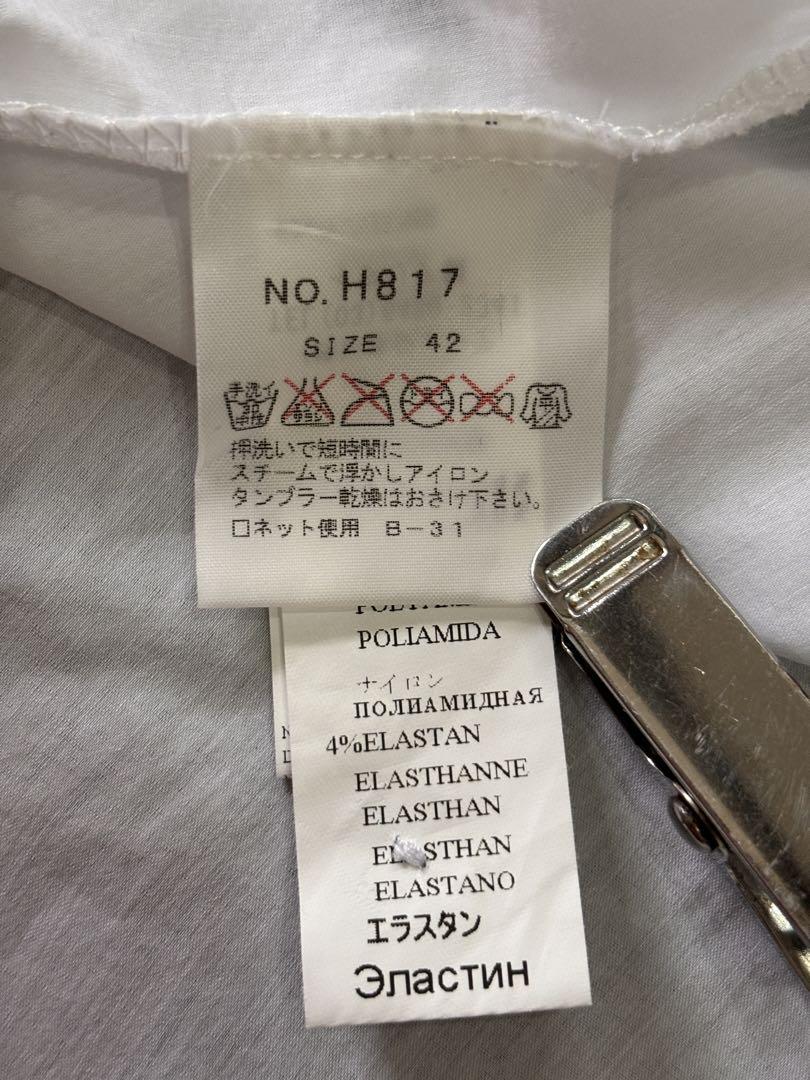 NO. H817
SIZE 42
手洗イ
押洗いで短時間に
スチームで浮かしアイロン
タンブラー乾燥はおさけ下さい。
口ネット使用 B-31
POLIAMIDA
ナイロン
ПОЛИАМИДНАЯ
4%ELASTAN
ELASTHANNE
ELASTHAN
ELASTHAN
ELASTANO
エラスタン
Эластин